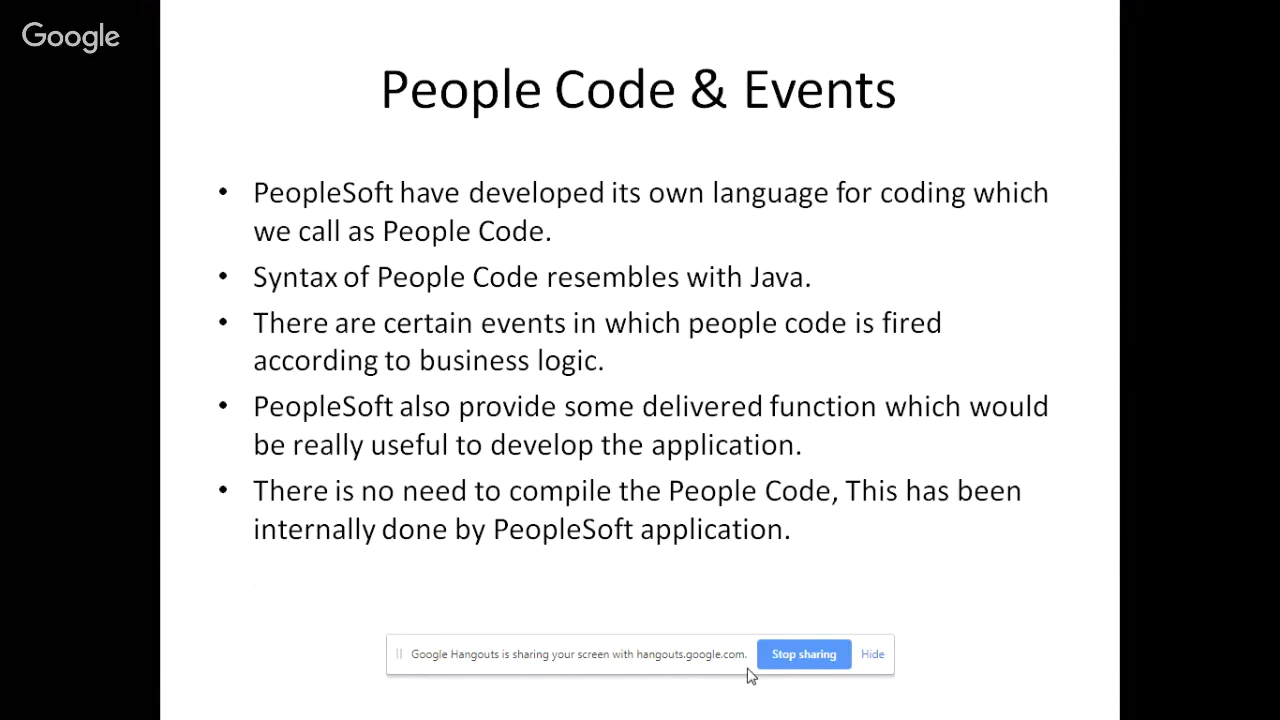 Google
People Code & Events
• PeopleSoft have developed its own language for coding which
we call as People Code.
• Syntax of People Code resembles with Java.
• There are certain events in which people code is fired
according to business logic.
• PeopleSoft also provide some delivered function which would
be really useful to develop the application.
• There is no need to compile the People Code, This has been
internally done by PeopleSoft application.
Google Hangouts is sharing your screen with hangouts.google.com. Stop sharing Hide